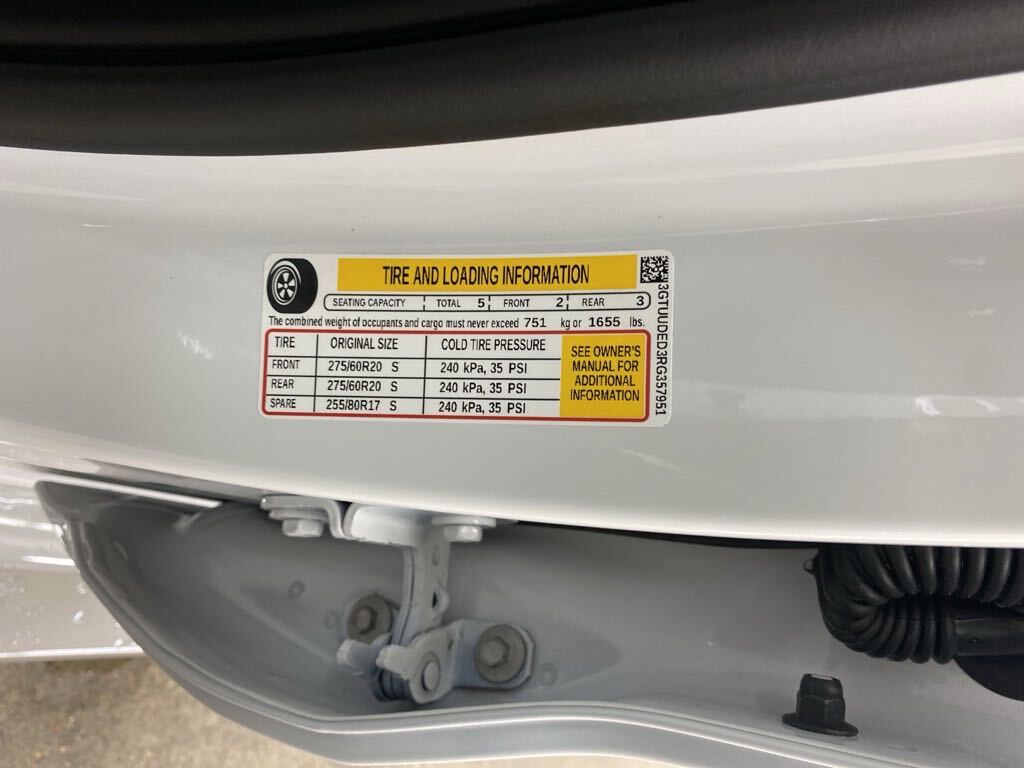 TIRE AND LOADING INFORMATION
SEATING CAPACITY TOTAL 5 FRONT 2 REAR 3
The combined weight of occupants and cargo must never exceed 751 kg or 1655 lbs.
TIRE ORIGINAL SIZE COLD TIRE PRESSURE
FRONT 275/60R20 S 240 kPa, 35 PSI
REAR 275/60R20 S 240 kPa, 35 PSI
SPARE 255/80R17 S 240 kPa, 35 PSI
SEE OWNER'S
MANUAL FOR
ADDITIONAL
INFORMATION
3GTUUDED3RG357951